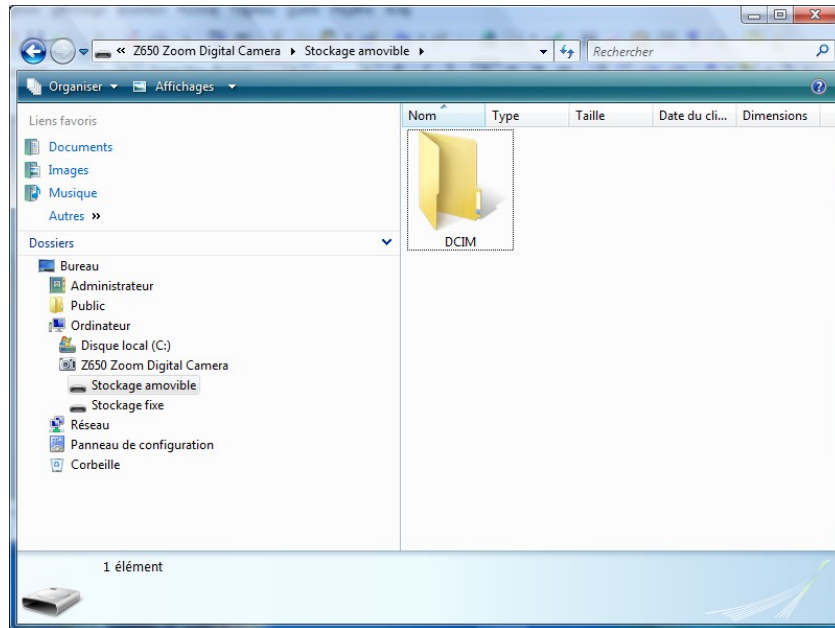 « Z650 Zoom Digital Camera ▸ Stockage amovible ▸
Rechercher
Organiser
Affichages
Liens favoris
Documents
Images
Musique
Autres »
Dossiers
Bureau
Administrateur
Public
Ordinateur
Disque local (C:)
Z650 Zoom Digital Camera
Stockage amovible
Stockage fixe
Réseau
Panneau de configuration
Corbeille
Nom Type Taille Date du cli... Dimensions
DCIM
1 élément